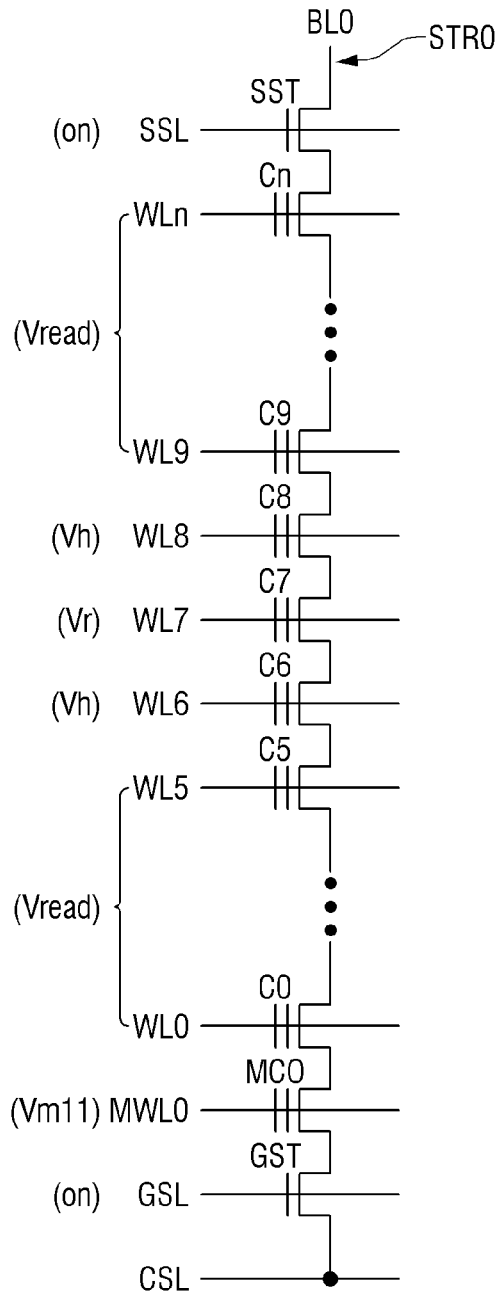 BL0
STR0
SST
(on) SSL
Cn
WLn
(Vread)
C9
WL9
C8
(Vh) WL8
C7
(Vr) WL7
C6
(Vh) WL6
C5
WL5
(Vread)
C0
WL0
MC0
(Vm11) MWL0
GST
(on) GSL
CSL